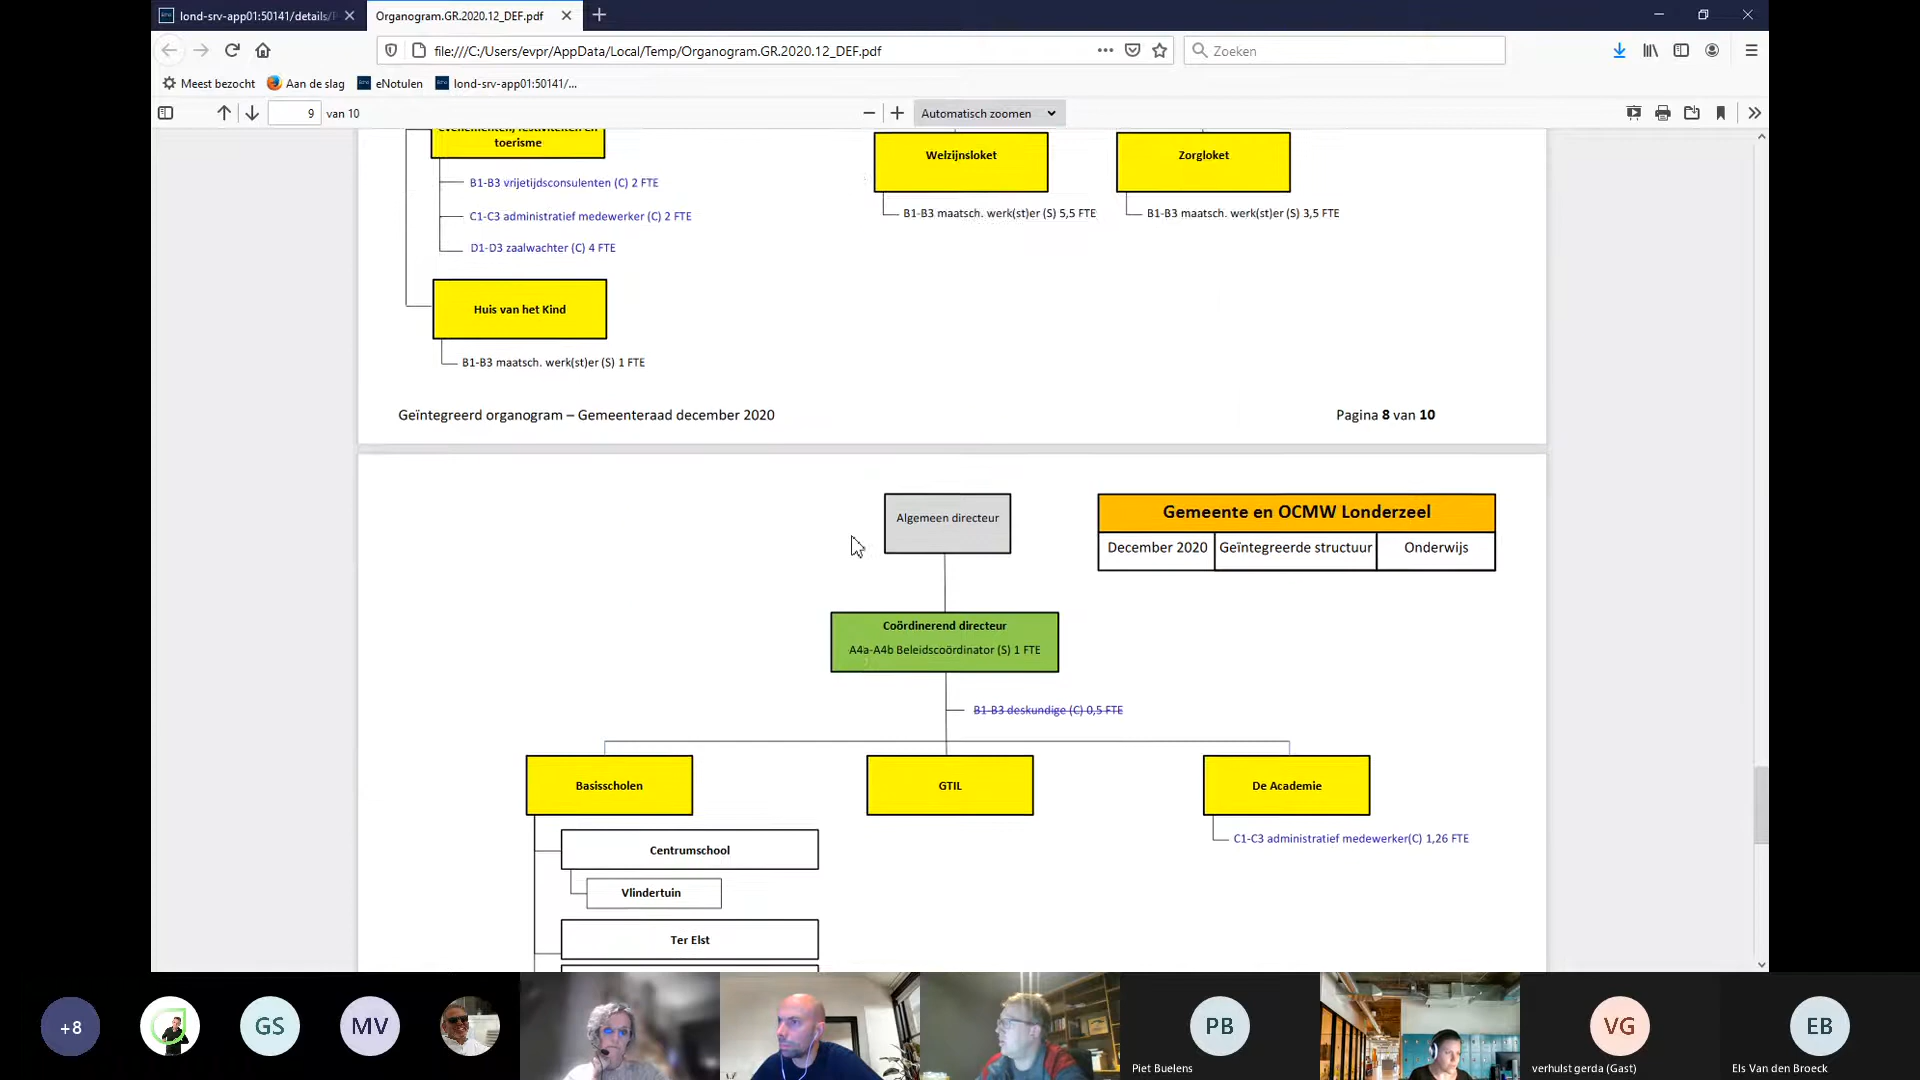 lond-srv-app01:50141/details/
Organogram.GR.2020.12_DEF.pdf
file:///C:/Users/evpr/AppData/Local/Temp/Organogram.GR.2020.12_DEF.pdf
Zoeken
Meest bezocht
Aan de slag
eNotulen
lond-srv-app01:50141/...
9 van 10
Automatisch zoomen
Evenementen, festiviteiten en
toerisme
B1-B3 vrijetijdsconsulenten (C) 2 FTE
C1-C3 administratief medewerker (C) 2 FTE
D1-D3 zaalwachter (C) 4 FTE
Welzijnsloket
B1-B3 maatsch. werk(st)er (S) 5,5 FTE
Zorgloket
B1-B3 maatsch. werk(st)er (S) 3,5 FTE
Huis van het Kind
B1-B3 maatsch. werk(st)er (S) 1 FTE
Geïntegreerd organogram – Gemeenteraad december 2020
Pagina 8 van 10
Algemeen directeur
Gemeente en OCMW Londerzeel
December 2020
Geïntegreerde structuur
Onderwijs
Coördinerend directeur
A4a-A4b Beleidscoördinator (S) 1 FTE
B1-B3 deskundige (C) 0,5 FTE
Basisscholen
GTIL
De Academie
C1-C3 administratief medewerker(C) 1,26 FTE
Centrumschool
Vlindertuin
Ter Elst
+8
GS
MV
PB
Piet Buelens
VG
verhulst gerda (Gast)
EB
Els Van den Broeck